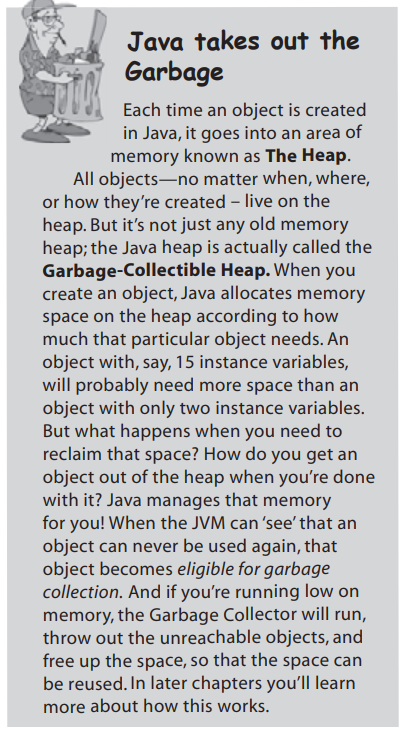 Java takes out the
Garbage
Each time an object is created
in Java, it goes into an area of
memory known as The Heap.
All objects—no matter when, where,
or how they're created – live on the
heap. But it's not just any old memory
heap; the Java heap is actually called the
Garbage-Collectible Heap. When you
create an object, Java allocates memory
space on the heap according to how
much that particular object needs. An
object with, say, 15 instance variables,
will probably need more space than an
object with only two instance variables.
But what happens when you need to
reclaim that space? How do you get an
object out of the heap when you're done
with it? Java manages that memory
for you! When the JVM can ‘see’ that an
object can never be used again, that
object becomes eligible for garbage
collection. And if you're running low on
memory, the Garbage Collector will run,
throw out the unreachable objects, and
free up the space, so that the space can
be reused. In later chapters you'll learn
more about how this works.